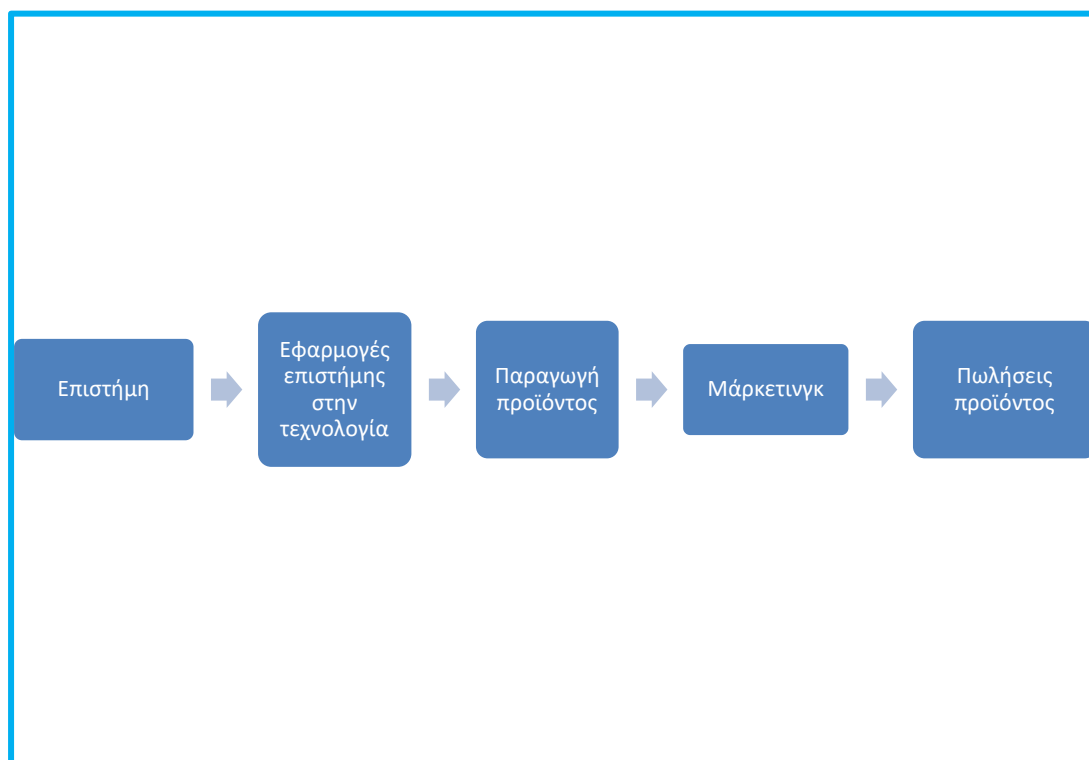 Επιστήμη
Εφαρμογές
επιστήμης
στην
τεχνολογία
Παραγωγή
προϊόντος
Μάρκετινγκ
Πωλήσεις
προϊόντος